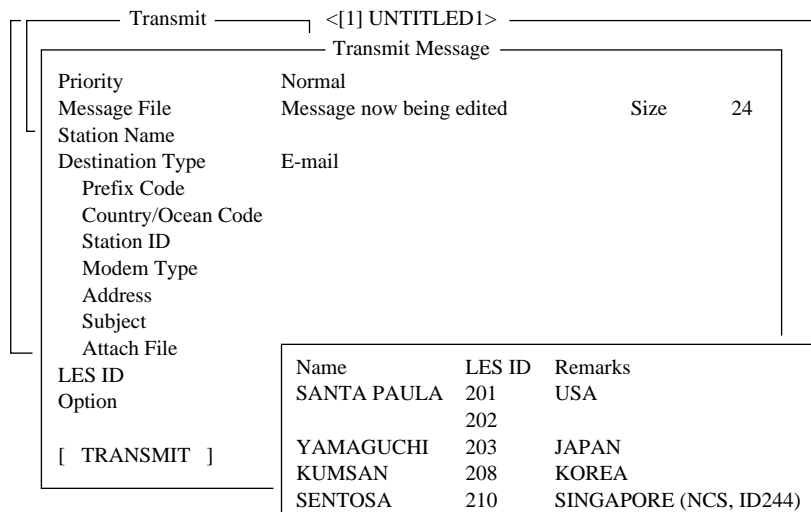 Transmit <[1] UNTITLED1>
Transmit Message
Priority Normal
Message File Message now being edited Size 24
Station Name
Destination Type E-mail
Prefix Code
Country/Ocean Code
Station ID
Modem Type
Address
Subject
Attach File
LES ID
Option
[ TRANSMIT ]
Name LES ID Remarks
SANTA PAULA 201 USA
202
YAMAGUCHI 203 JAPAN
KUMSAN 208 KOREA
SENTOSA 210 SINGAPORE (NCS, ID244)